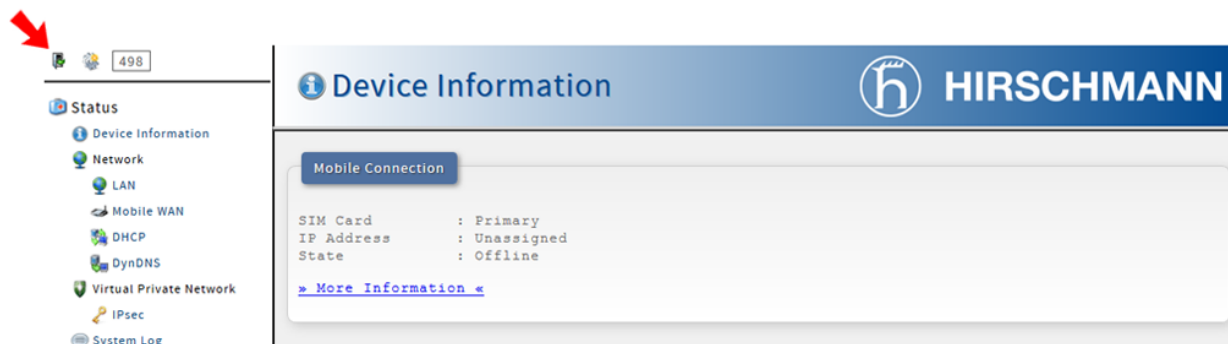 498
Status
Device Information
Network
LAN
Mobile WAN
DHCP
DynDNS
Virtual Private Network
IPsec
System Log
Device Information
HIRSCHMANN
Mobile Connection
SIM Card : Primary
IP Address : Unassigned
State : Offline
» More Information «